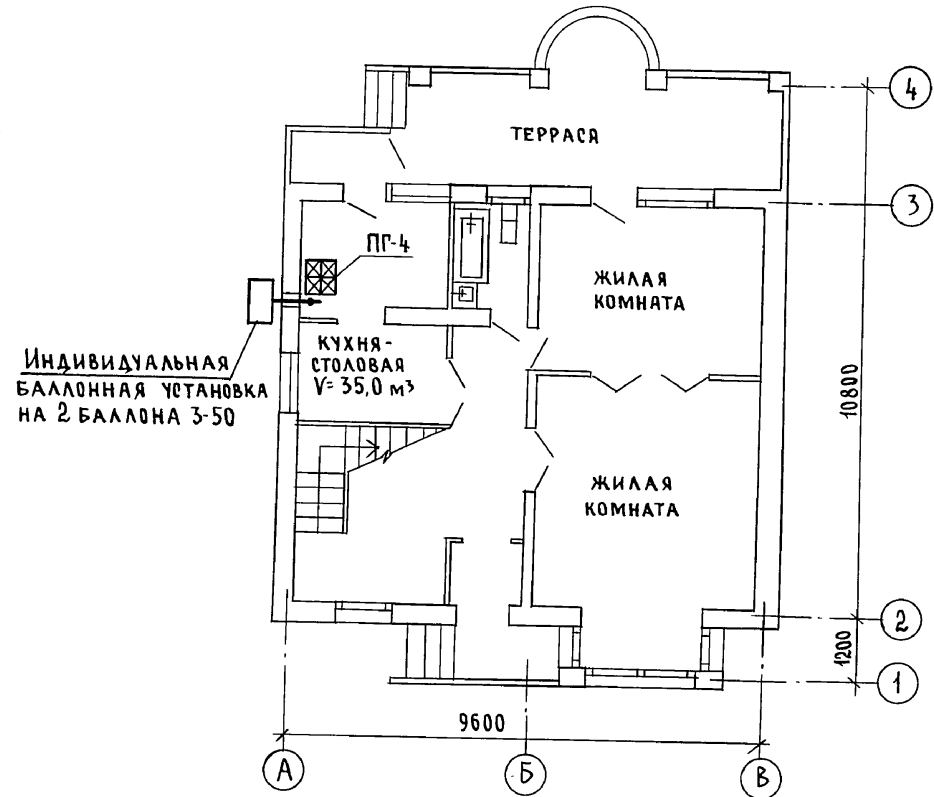 4
ТЕРРАСЯ
3
ПГ-4
ЖИЛАЯ
КОМНАТА
КУХНЯ-
СТОЛОВАЯ
V= 35,0 м³
ИНДИВИДУАЛЬНАЯ
БАЛЛОННАЯ УСТАНОВКА
НА 2 БАЛЛОНА 3-50
10800
ЖИЛАЯ
КОМНАТА
2
1200
1
9600
А
Б
В